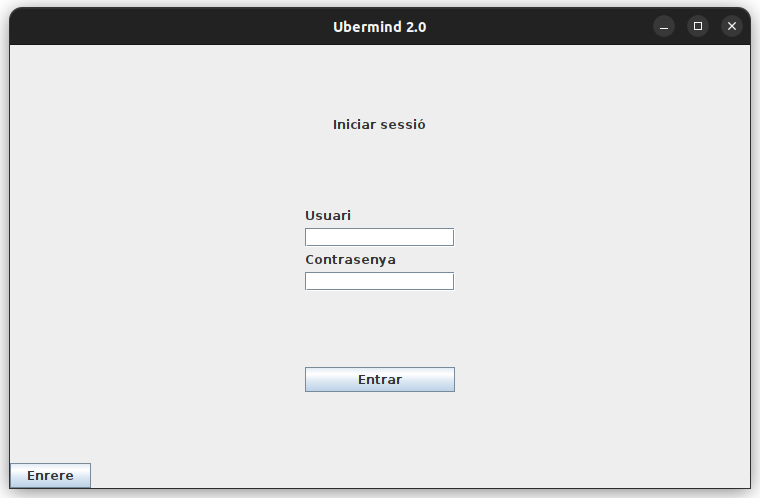 Ubermind 2.0
Iniciar sessió
Usuari
Contrasenya
Entrar
Enrere